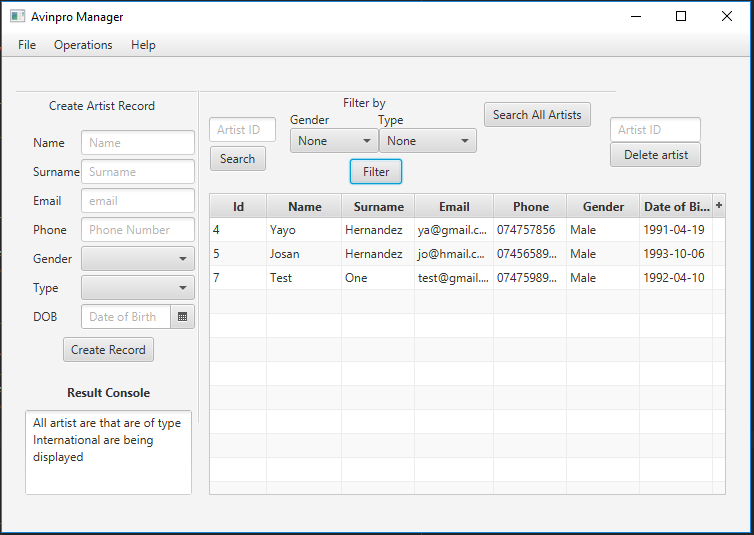 Avinpro Manager
File Operations Help
Create Artist Record
Name Name
Surname Surname
Email email
Phone Phone Number
Gender
Type
DOB Date of Birth
Create Record
Result Console
All artist are that are of type
International are being
displayed
Artist ID
Search
Filter by
Gender Type
None None
Filter
Search All Artists
Artist ID
Delete artist
Id Name Surname Email Phone Gender Date of Bi... +
4 Yayo Hernandez ya@gmail.c... 074757856 Male 1991-04-19
5 Josan Hernandez jo@hmail.c... 07456589... Male 1993-10-06
7 Test One test@gmail.... 07475989... Male 1992-04-10